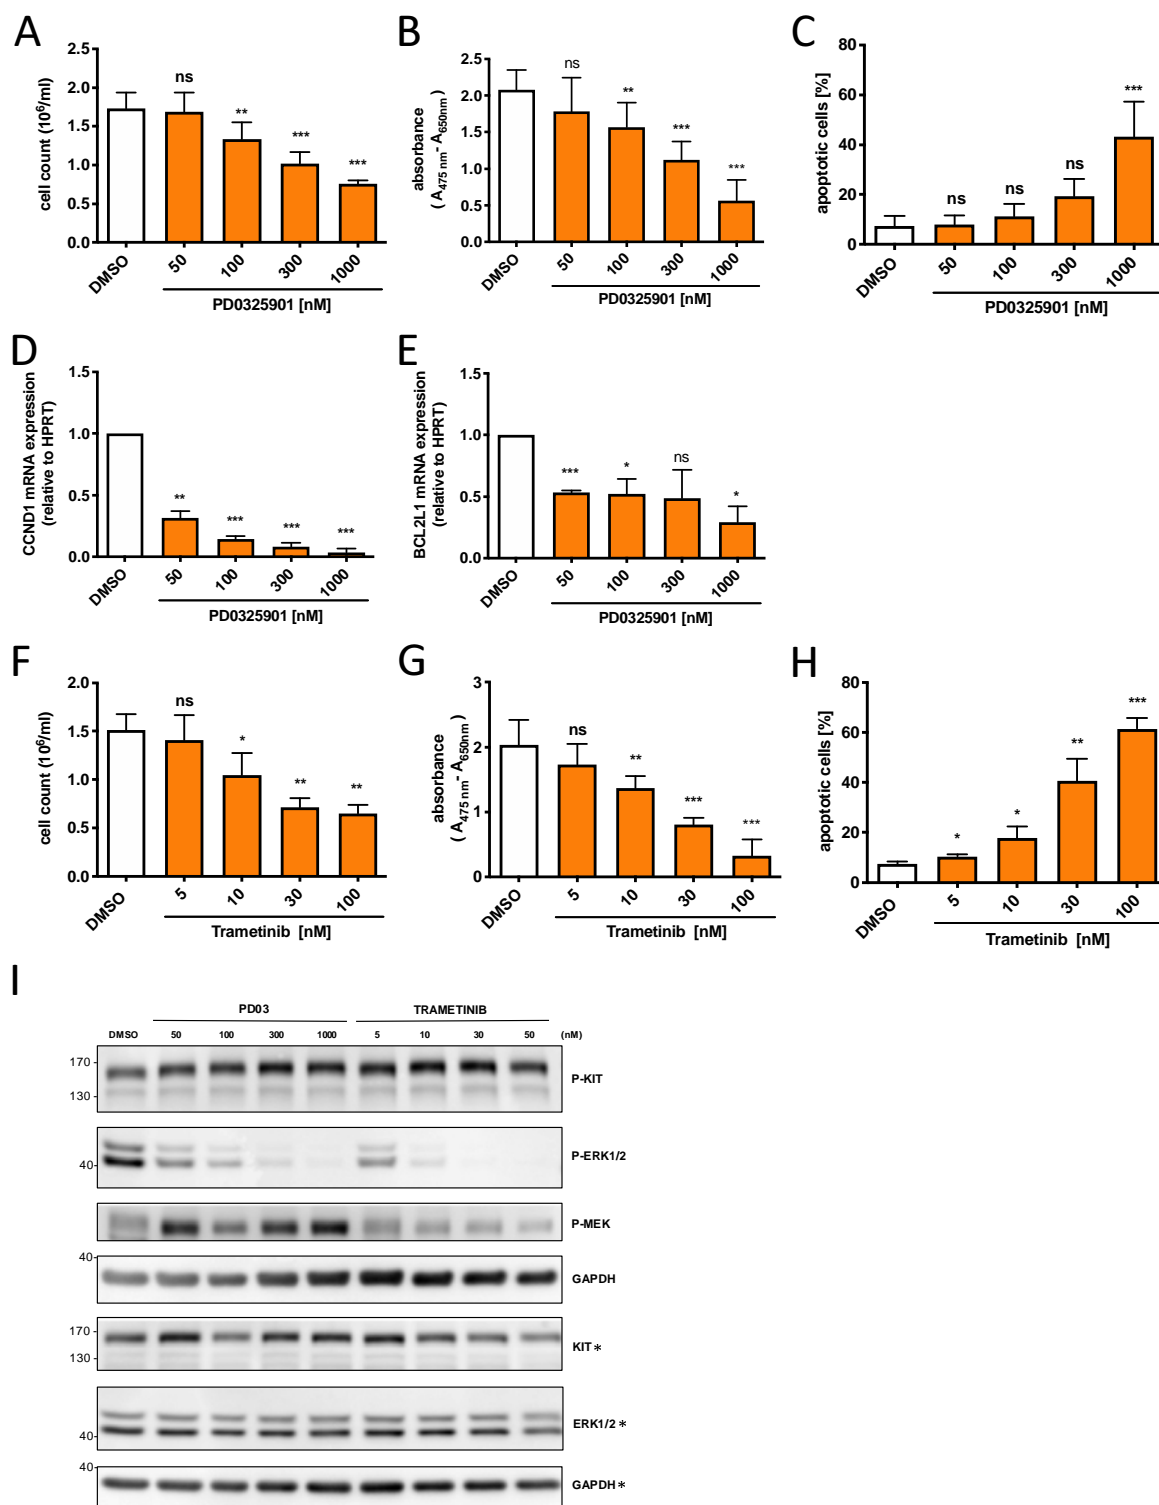 A
cell count (10⁶/ml)
2.5
2.0
1.5
1.0
0.5
0.0
ns
**
***
***
DMSO
50
100
300
1000
PD0325901 [nM]
B
absorbance
( A475 nm- A650nm)
2.5
2.0
1.5
1.0
0.5
0.0
ns
**
***
***
DMSO
50
100
300
1000
PD0325901 [nM]
C
apoptotic cells [%]
80
60
40
20
0
ns
ns
ns
***
DMSO
50
100
300
1000
PD0325901 [nM]
D
CCND1 mRNA expression
(relative to HPRT)
1.5
1.0
0.5
0.0
**
***
***
***
DMSO
50
100
300
1000
PD0325901 [nM]
E
BCL2L1 mRNA expression
(relative to HPRT)
1.5
1.0
0.5
0.0
***
*
ns
*
DMSO
50
100
300
1000
PD0325901 [nM]
F
cell count (10⁶/ml)
2.0
1.5
1.0
0.5
0.0
ns
*
**
**
DMSO
5
10
30
100
Trametinib [nM]
G
absorbance
( A475 nm- A650nm)
3
2
1
0
ns
**
***
***
DMSO
5
10
30
100
Trametinib [nM]
H
apoptotic cells [%]
80
60
40
20
0
*
*
**
***
DMSO
5
10
30
100
Trametinib [nM]
I
PD03 TRAMETINIB
DMSO 50 100 300 1000 5 10 30 50 (nM)
170
130
P-KIT
40
P-ERK1/2
P-MEK
40
GAPDH
170
130
KIT*
40
ERK1/2*
40
GAPDH*